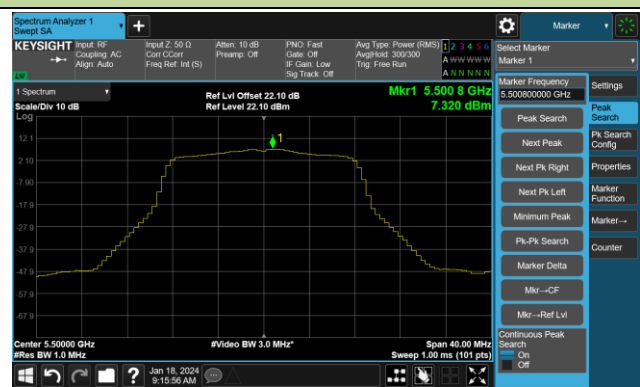 Spectrum Analyzer 1
Swept SA
Marker
KEYSIGHT
Input: RF
Coupling: AC
Align: Auto
Input Z: 50 Ω
Corr CCorr
Freq Ref: Int (S)
Atten: 10 dB
Preamp: Off
PNO: Fast
Gate: Off
IF Gain: Low
Sig Track: Off
Avg Type: Power (RMS)
Avg|Hold: 300/300
Trig: Free Run
1 2 3 4 5 6
A W W W W W
A N N N N N
LW
Select Marker
Marker 1
1 Spectrum
Scale/Div 10 dB
Log
Ref Lvl Offset 22.10 dB
Ref Level 22.10 dBm
Mkr1 5.500 8 GHz
7.320 dBm
1
12.1
2.10
-7.90
-17.9
-27.9
-37.9
-47.9
-57.9
-67.9
Center 5.50000 GHz
#Res BW 1.0 MHz
#Video BW 3.0 MHz*
Span 40.00 MHz
Sweep 1.00 ms (101 pts)
Marker Frequency
5.500800000 GHz
Peak Search
Next Peak
Next Pk Right
Next Pk Left
Minimum Peak
Pk-Pk Search
Marker Delta
Mkr→CF
Mkr→Ref Lvl
Continuous Peak
Search
On
Off
Settings
Peak
Search
Pk Search
Config
Properties
Marker
Function
Marker→
Counter
?
Jan 18, 2024
9:15:56 AM